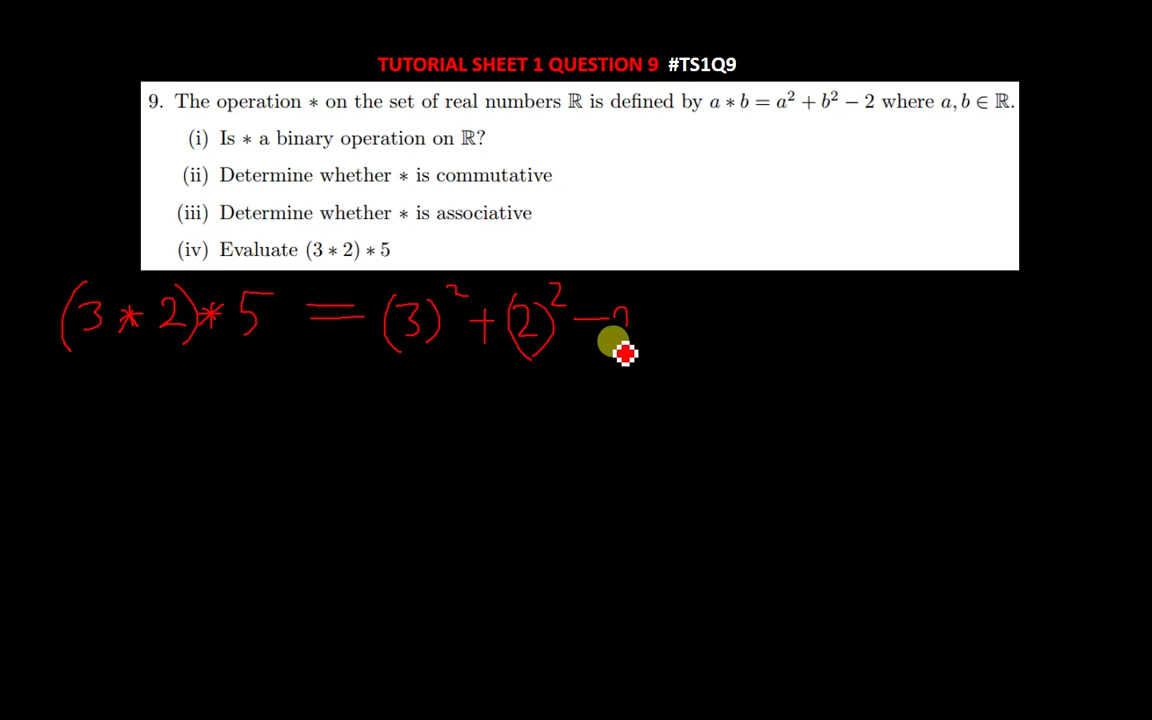 TUTORIAL SHEET 1 QUESTION 9 #TS1Q9
9. The operation ∗ on the set of real numbers ℝ is defined by a ∗ b = a² + b² − 2 where a, b ∈ ℝ.
(i) Is ∗ a binary operation on ℝ?
(ii) Determine whether ∗ is commutative
(iii) Determine whether ∗ is associative
(iv) Evaluate (3 ∗ 2) ∗ 5
(3 * 2) * 5 = (3)² + (2)² −